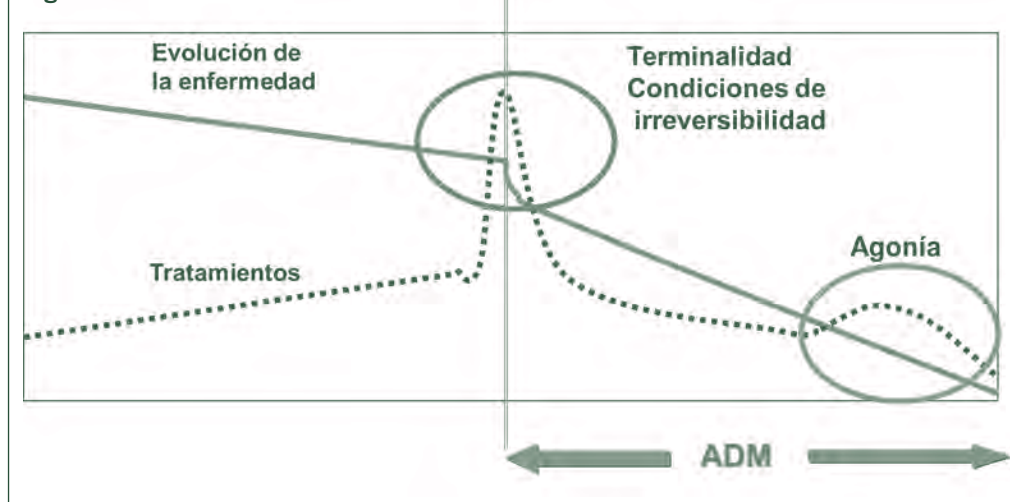 Evolución de
la enfermedad
Terminalidad
Condiciones de
irreversibilidad
Tratamientos
Agonía
ADM